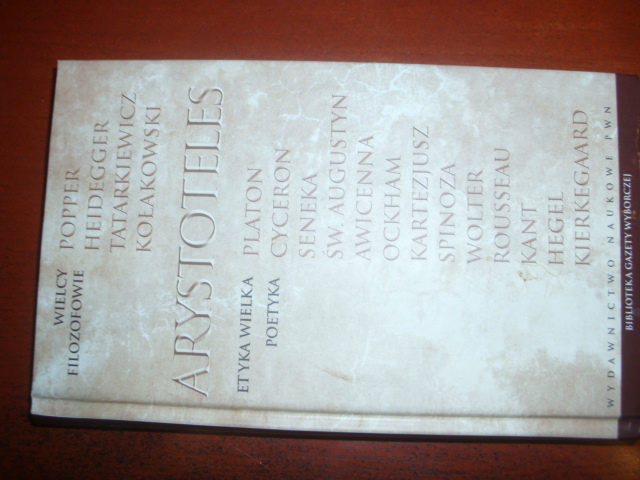 WIELCY
FILOZOFOWIE
POPPER
HEIDEGGER
TATARKIEWICZ
KOŁAKOWSKI
ARYSTOTELES
ETYKA WIELKA
POETYKA
PLATON
CYCERON
SENEKA
ŚW. AUGUSTYN
AWICENNA
OCKHAM
KARTEZJUSZ
SPINOZA
WOLTER
ROUSSEAU
KANT
HEGEL
KIERKEGAARD
WYDAWNICTWO NAUKOWE PWN
BIBLIOTEKA GAZETY WYBORCZEJ